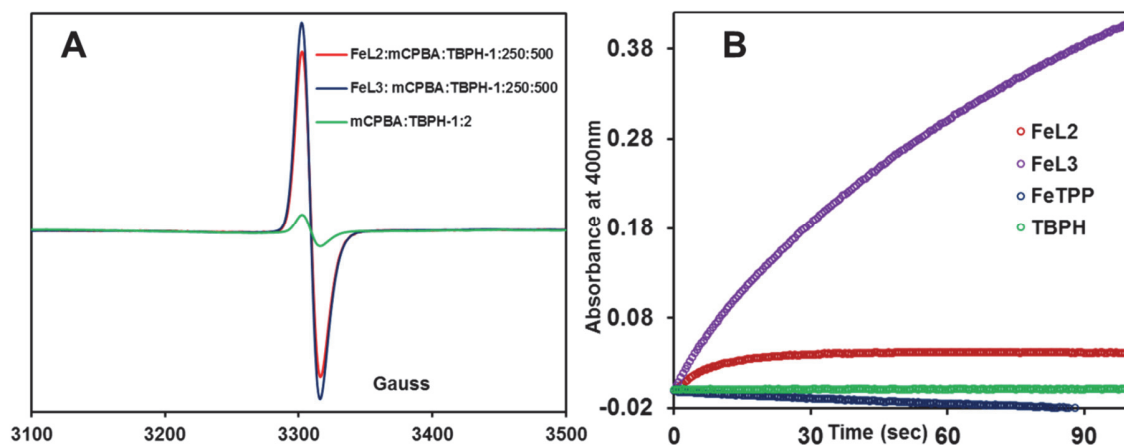 A
FeL2:mCPBA:TBPH-1:250:500
FeL3: mCPBA:TBPH-1:250:500
mCPBA:TBPH-1:2
Gauss
3100
3200
3300
3400
3500
B
Absorbance at 400nm
0.38
0.28
0.18
0.08
-0.02
FeL2
FeL3
FeTPP
TBPH
0
30
60
90
Time (sec)